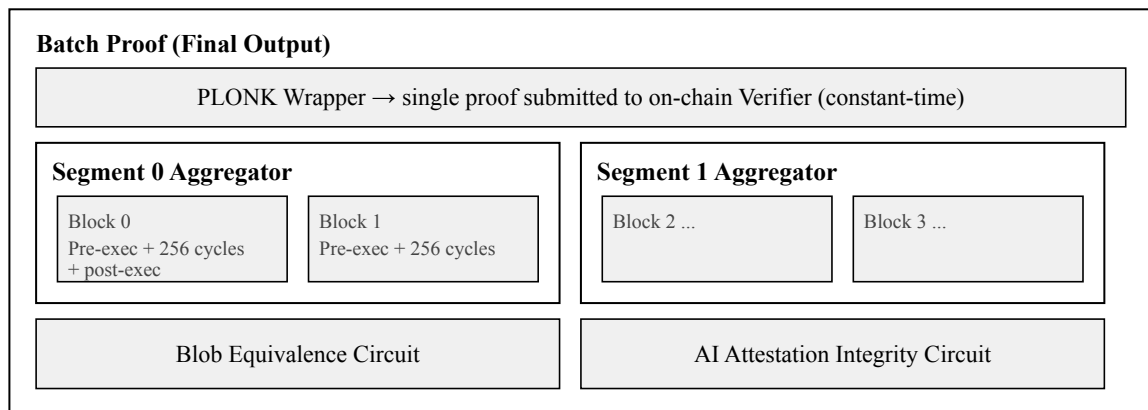 Batch Proof (Final Output)
PLONK Wrapper → single proof submitted to on-chain Verifier (constant-time)
Segment 0 Aggregator
Block 0
Pre-exec + 256 cycles
+ post-exec
Block 1
Pre-exec + 256 cycles
Segment 1 Aggregator
Block 2 ...
Block 3 ...
Blob Equivalence Circuit
AI Attestation Integrity Circuit